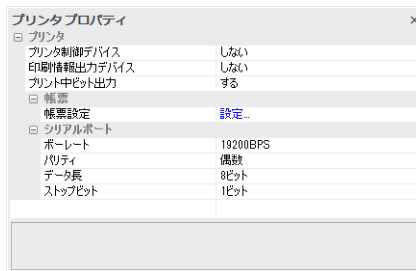 プリンタ プロパティ
プリンタ
プリンタ制御デバイス しない
印刷情報出力デバイス しない
プリント中ビット出力 する
帳票
帳票設定 設定...
シリアルポート
ボーレート 19200BPS
パリティ 偶数
データ長 8ビット
ストップビット 1ビット